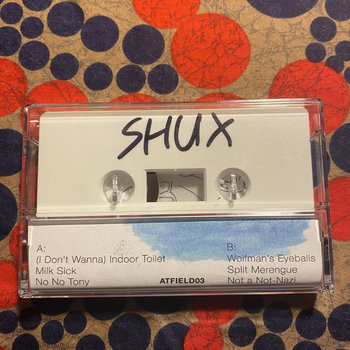 SHUX
A:
(I Don't Wanna) Indoor Toilet
Milk Sick
No No Tony
ATFIELD03
B:
Wolfman's Eyeballs
Split Merengue
Not a Not-Nazi